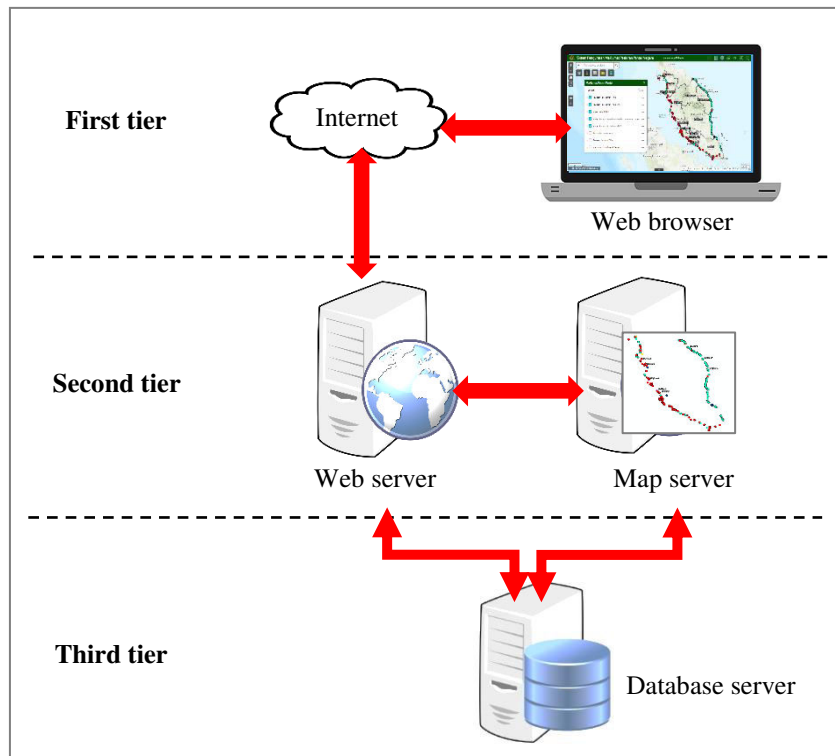 First tier
Internet
Web browser
Second tier
Web server
Map server
Third tier
Database server